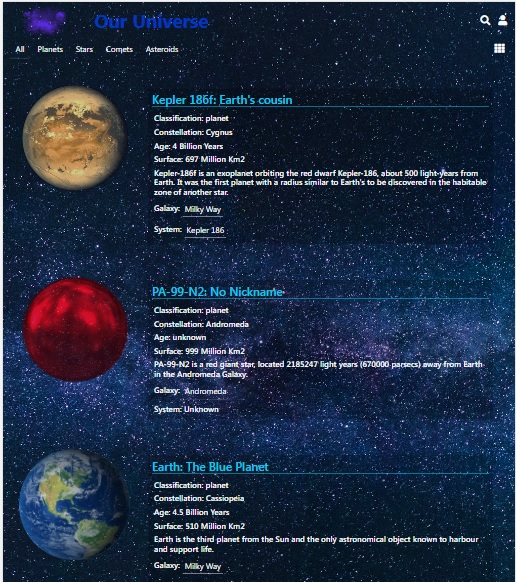 Our Universe
All Planets Stars Comets Asteroids
Kepler 186f: Earth's cousin
Classification: planet
Constellation: Cygnus
Age: 4 Billion Years
Surface: 697 Million Km2
Kepler-186f is an exoplanet orbiting the red dwarf Kepler-186, about 500 light-years from
Earth. It was the first planet with a radius similar to Earth's to be discovered in the habitable
zone of another star.
Galaxy: Milky Way
System: Kepler 186
PA-99-N2: No Nickname
Classification: planet
Constellation: Andromeda
Age: unknown
Surface: 999 Million Km2
PA-99-N2 is a red giant star, located 2185247 light years (670000 parsecs) away from Earth
in the Andromeda Galaxy.
Galaxy: Andromeda
System: Unknown
Earth: The Blue Planet
Classification: planet
Constellation: Cassiopeia
Age: 4.5 Billion Years
Surface: 510 Million Km2
Earth is the third planet from the Sun and the only astronomical object known to harbour
and support life.
Galaxy: Milky Way